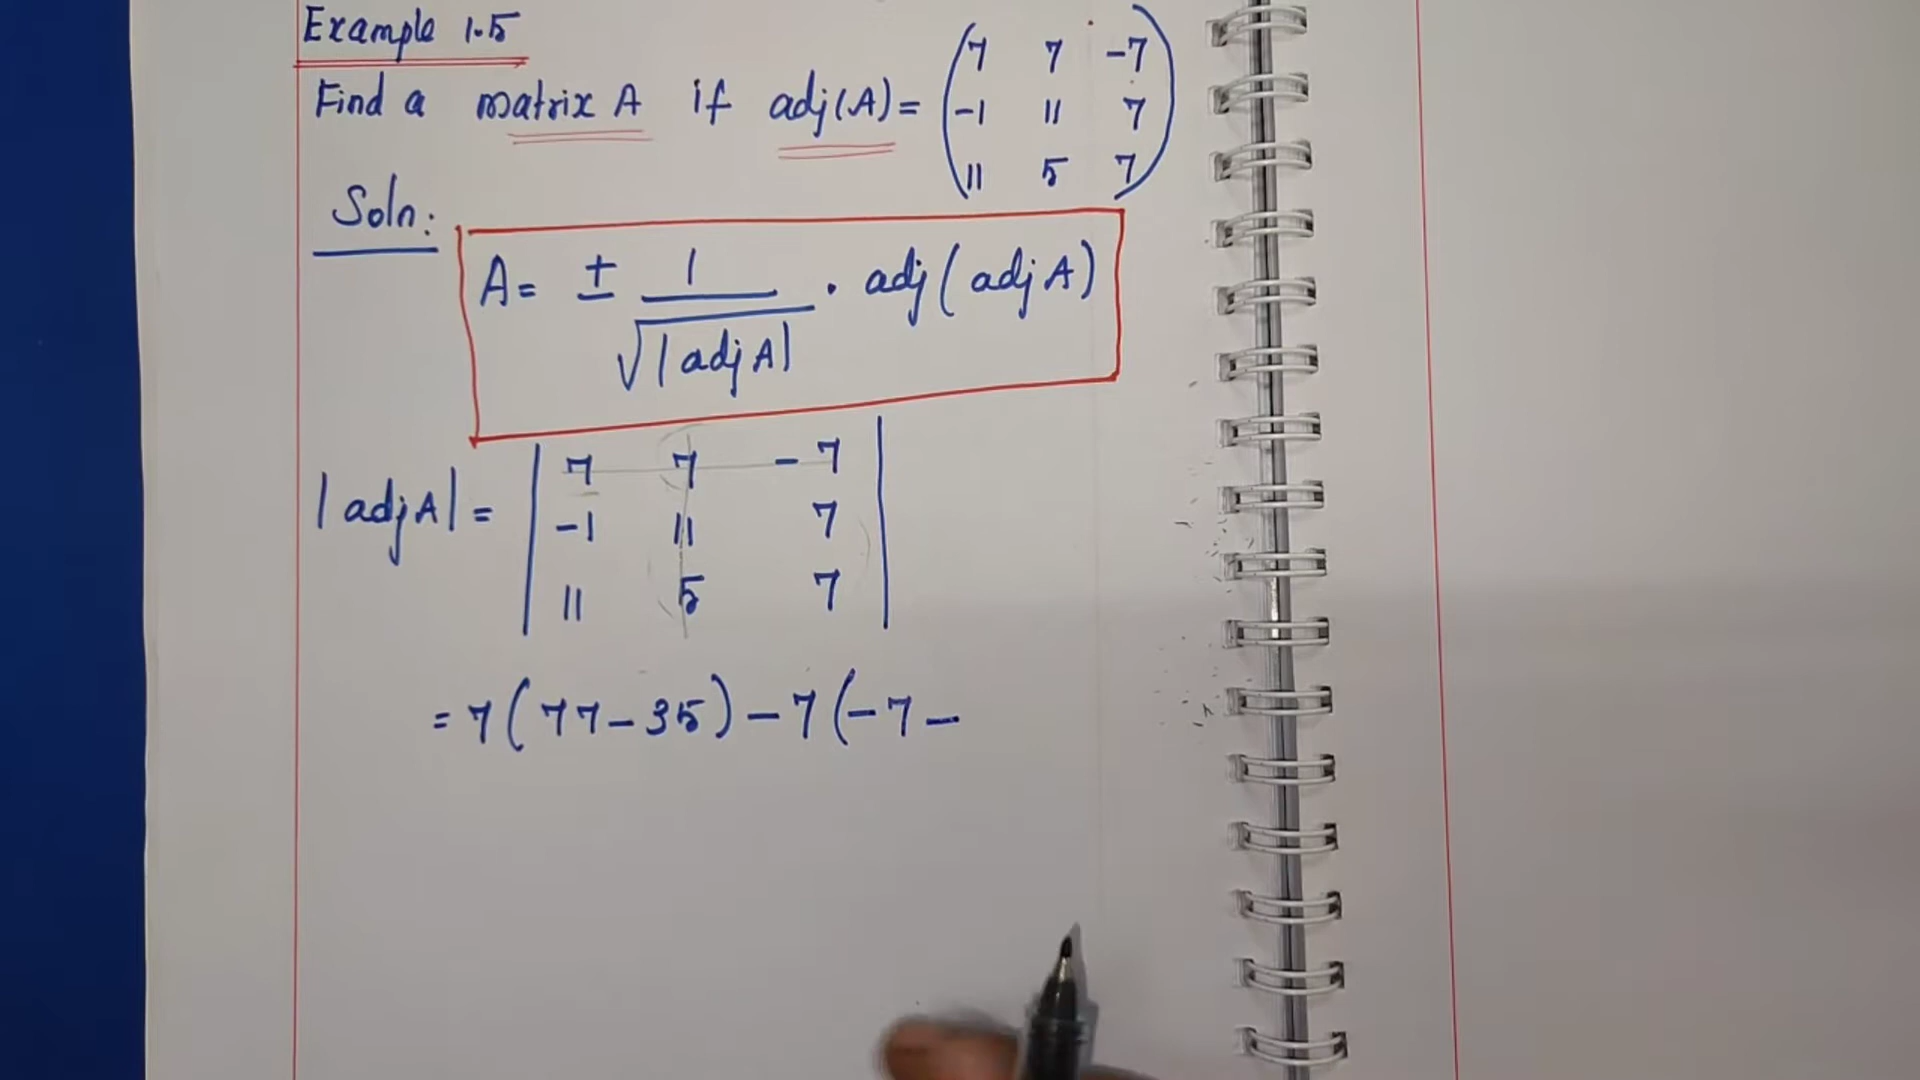 Example 1.5
Find a matrix A if adj(A) = (7 7 -7
-1 11 7
11 5 7)
Soln:
A = ± 1/√|adj A| . adj(adj A)
|adj A| = |7 7 -7|
|-1 11 7|
|11 5 7|
= 7(77-35) - 7(-7 -